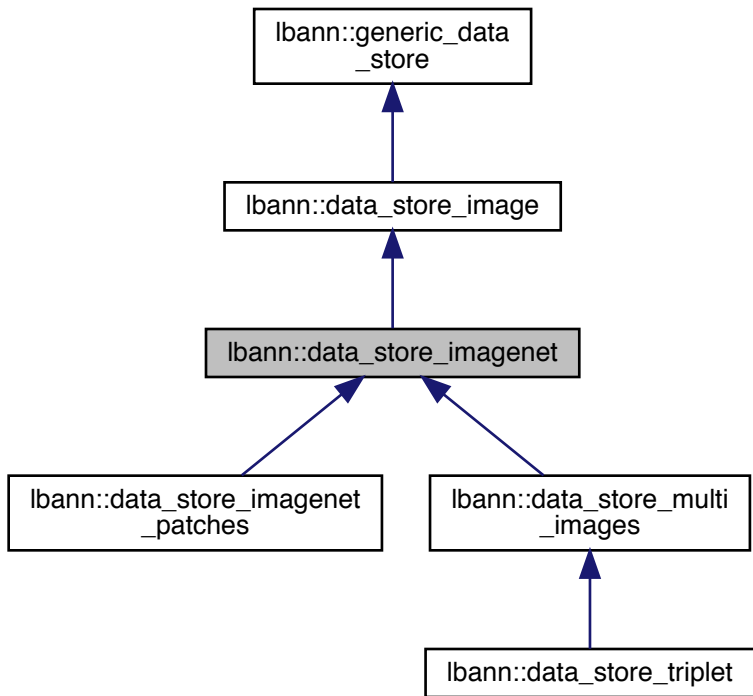 lbann::generic_data
_store
lbann::data_store_image
lbann::data_store_imagenet
lbann::data_store_imagenet
_patches
lbann::data_store_multi
_images
lbann::data_store_triplet